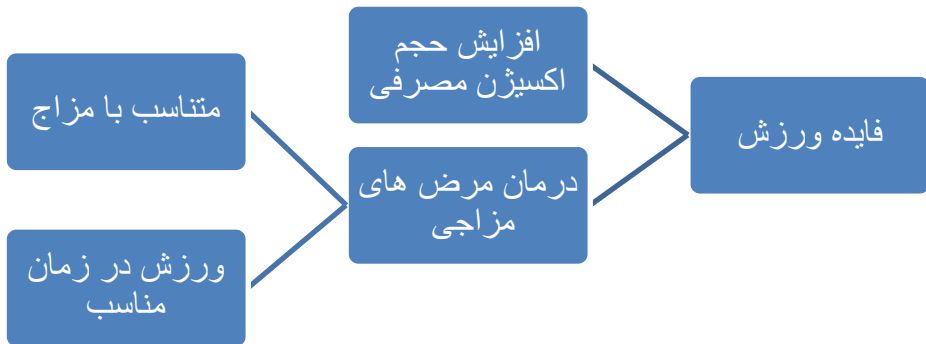 فایده ورزش
افزایش حجم
اکسیژن مصرفی
درمان مرض های
مزاجی
متناسب با مزاج
ورزش در زمان
مناسب